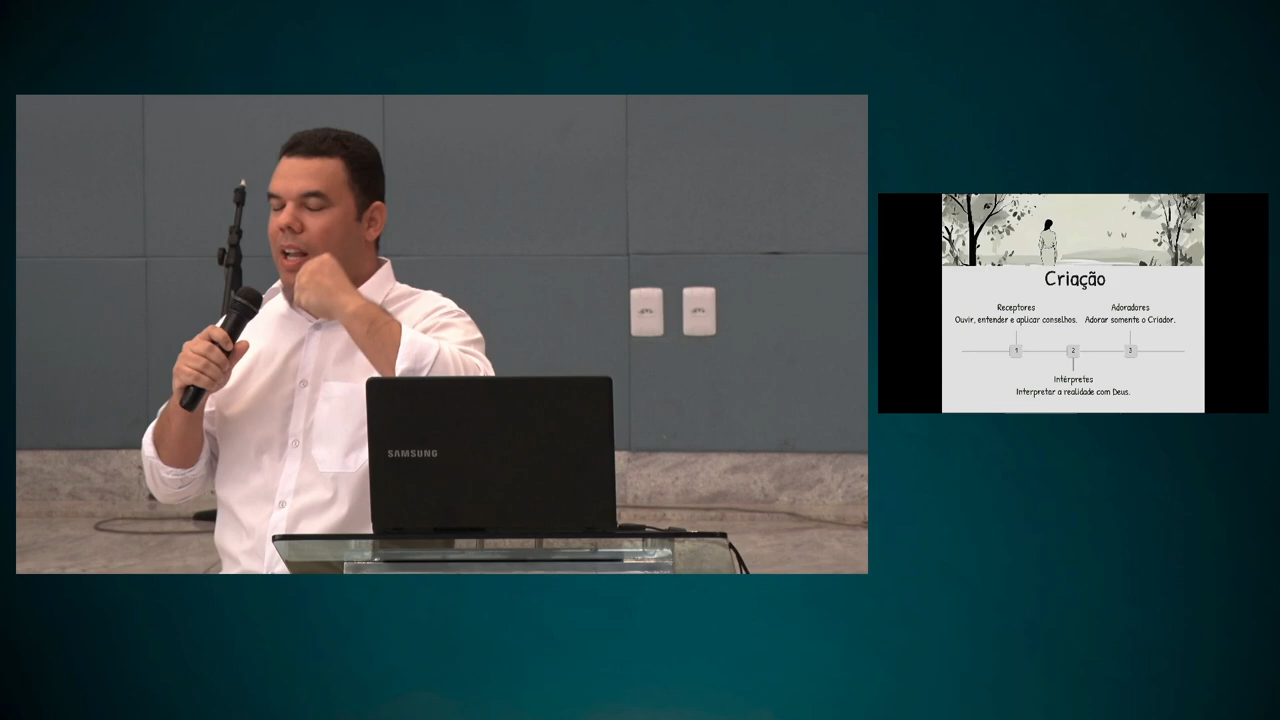 SAMSUNG
Criação
Receptores
Ouvir, entender e aplicar conselhos.
Adoradores
Adorar somente o Criador.
1
2
3
Intérpretes
Interpretar a realidade com Deus.